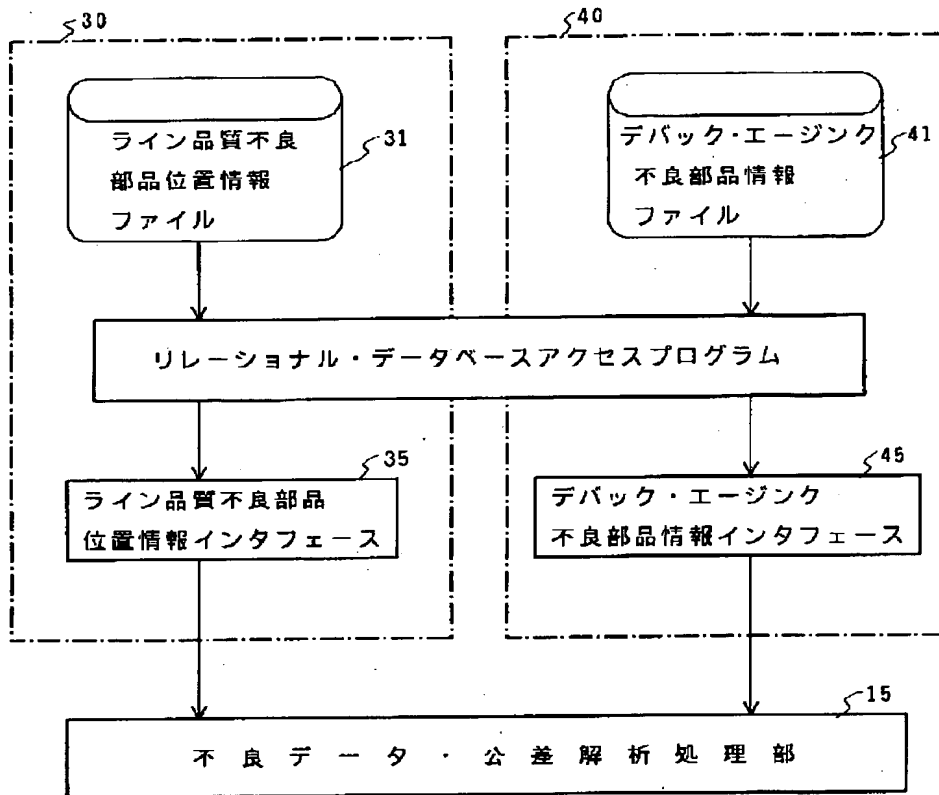 30
40
ライン品質不良
部品位置情報
ファイル
31
デバック・エージンク
不良部品情報
ファイル
41
リレーショナル・データベースアクセスプログラム
35
ライン品質不良部品
位置情報インタフェース
45
デバック・エージンク
不良部品情報インタフェース
15
不良データ・公差解析処理部